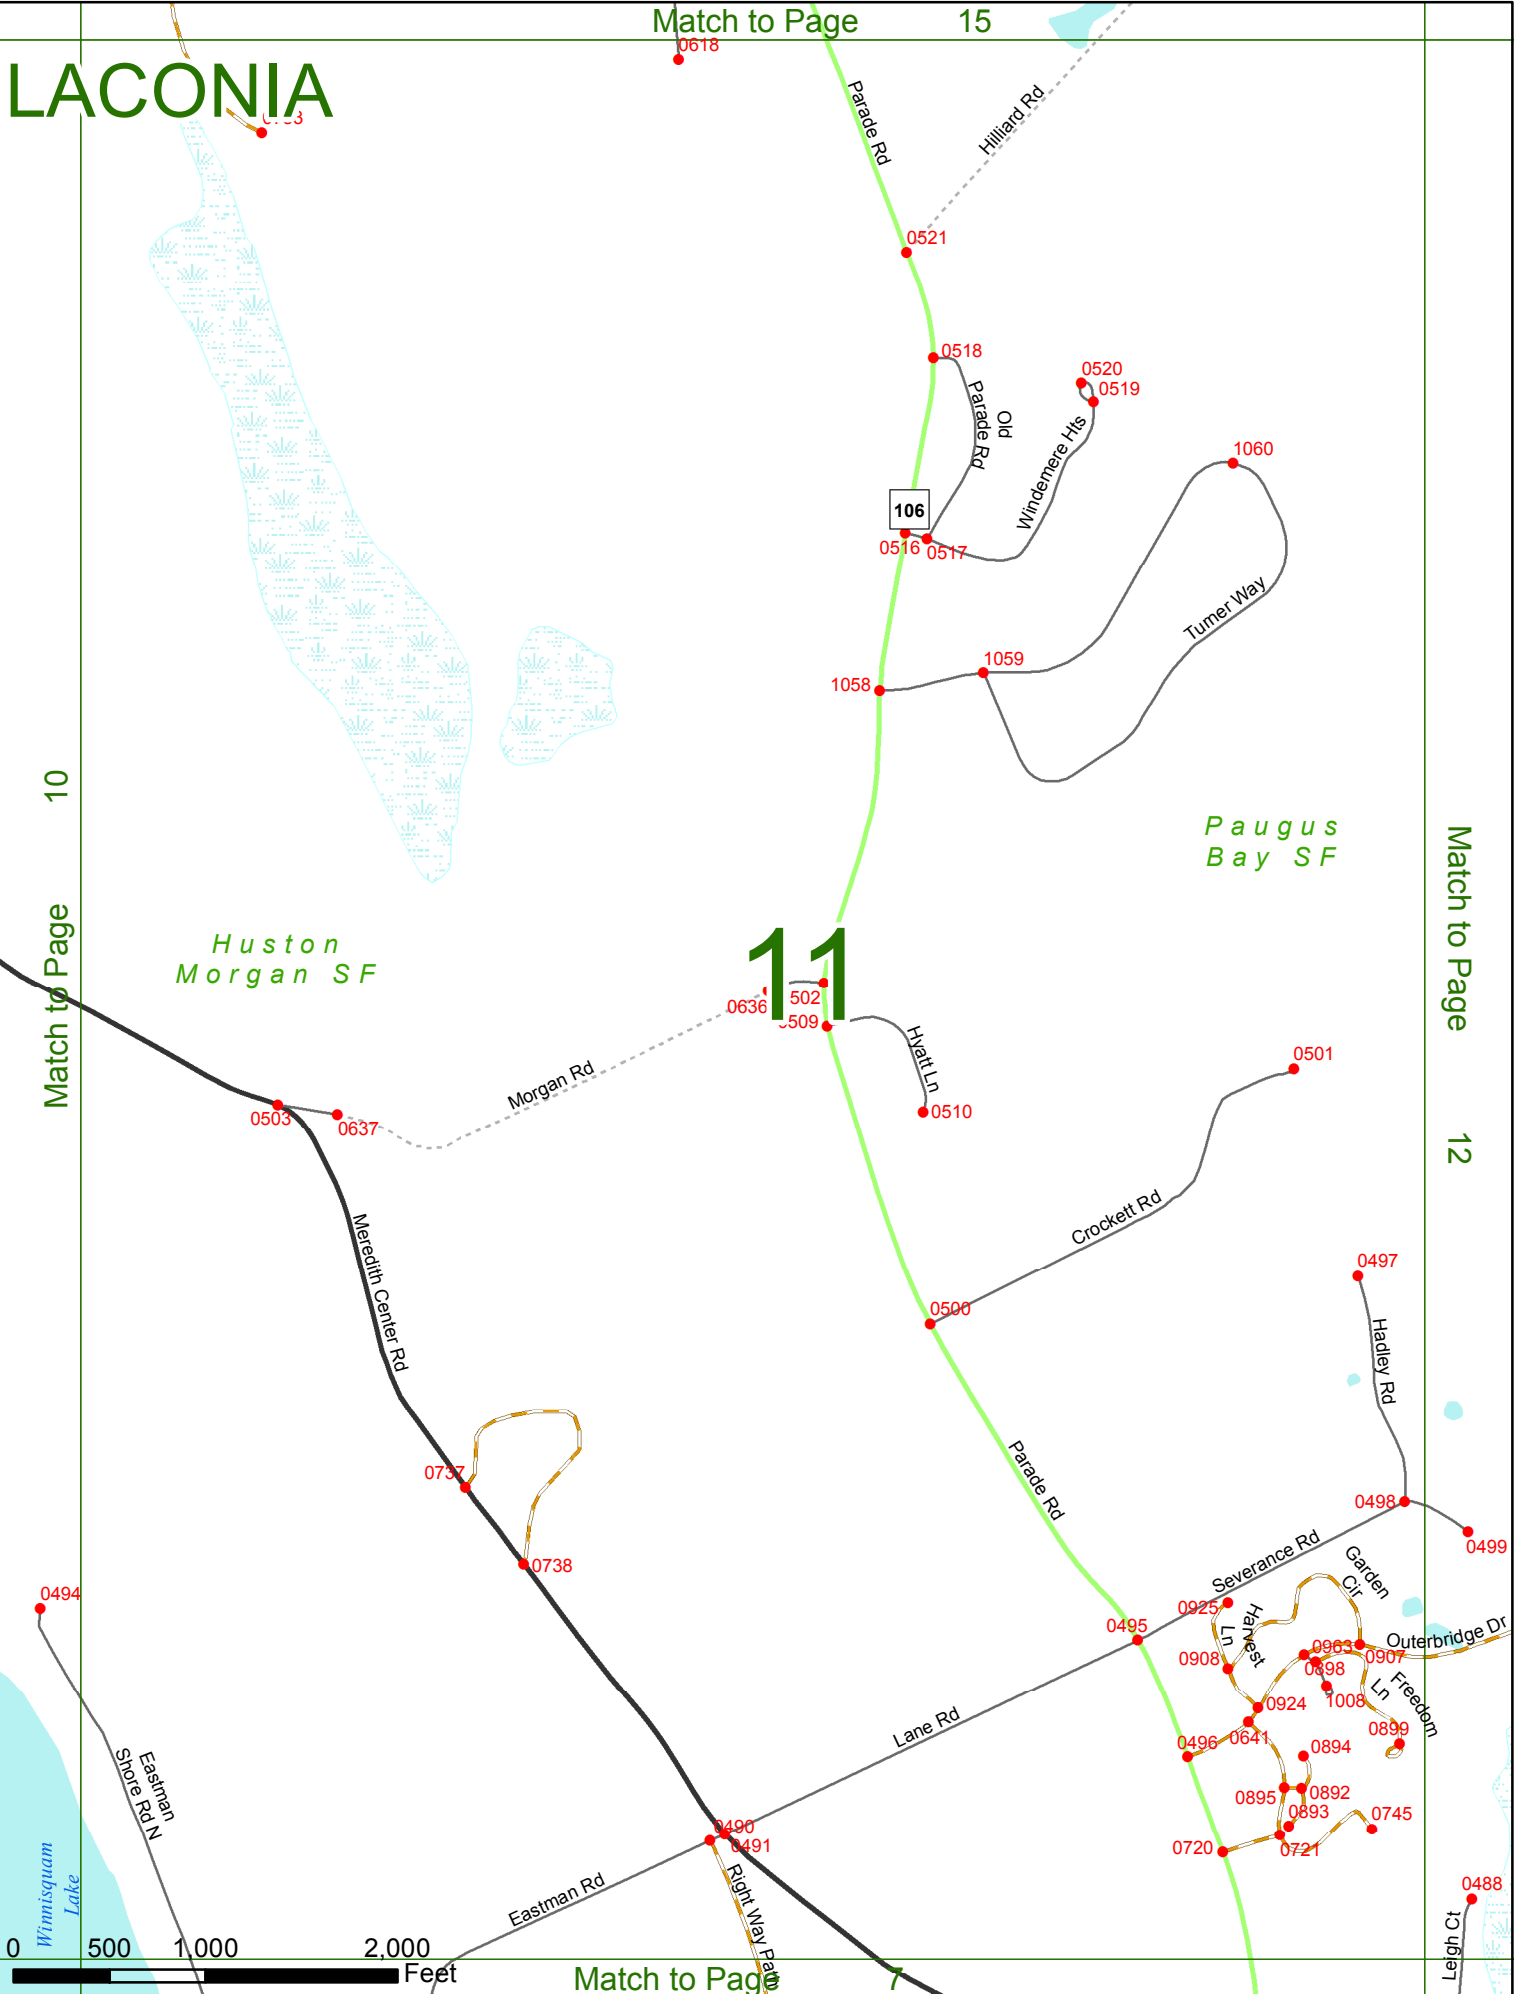 Match to Page 15
LACONIA
0618
Parade Rd
Hilliard Rd
0521
0518
Old
Parade Rd
0520
0519
Windemere Hts
1060
106
0516
0517
Turner Way
1059
1058
Match to Page 10
Paugus
Bay SF
Match to Page 12
Huston
Morgan SF
11
0636
502
0509
Hyatt Ln
0510
0501
Morgan Rd
0503
0637
Crockett Rd
Meredith Center Rd
0500
0497
Hadley Rd
0737
0738
Parade Rd
0498
0499
Severance Rd
Garden
Cir
0494
0925
Harvest
Ln
0495
Outerbridge Dr
0963
0907
0908
0898
1008
Freedom
Ln
0924
0641
0899
0496
0894
Lane Rd
0895
0892
0893
0745
0720
0721
Eastman
Shore Rd N
0490
0491
Eastman Rd
Right Way Path
0488
Leigh Ct
Winnisquam
Lake
0 500 1,000 2,000
Feet
Match to Page 7